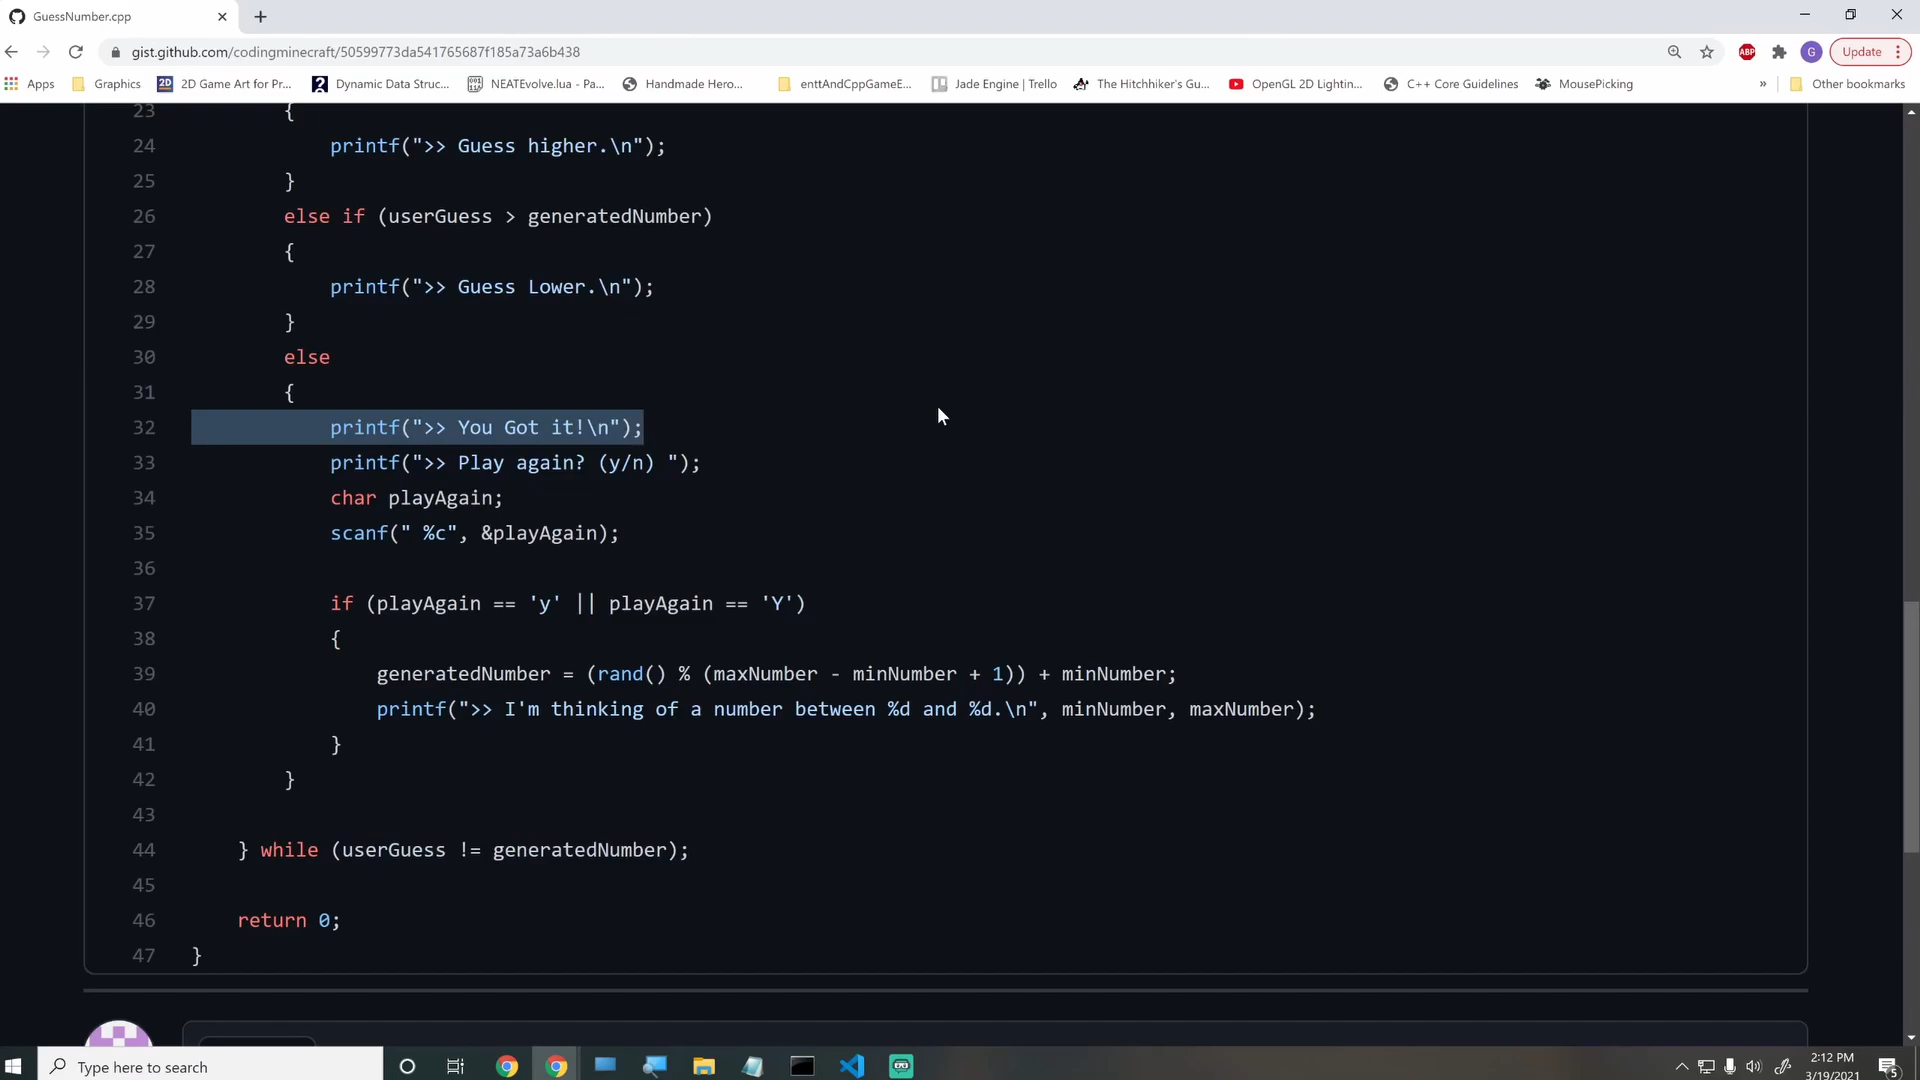 GuessNumber.cpp
gist.github.com/codingminecraft/50599773da541765687f185a73a6b438
ABP
G
Update
Apps
Graphics
2D
2D Game Art for Pr...
2
Dynamic Data Struc...
NEATEvolve.lua - Pa...
Handmade Hero...
enttAndCppGameE...
Jade Engine | Trello
The Hitchhiker's Gu...
OpenGL 2D Lightin...
C++ Core Guidelines
MousePicking
»
Other bookmarks
23 {
24 printf(">> Guess higher.\n");
25 }
26 else if (userGuess > generatedNumber)
27 {
28 printf(">> Guess Lower.\n");
29 }
30 else
31 {
32 printf(">> You Got it!\n");
33 printf(">> Play again? (y/n) ");
34 char playAgain;
35 scanf(" %c", &playAgain);
36
37 if (playAgain == 'y' || playAgain == 'Y')
38 {
39 generatedNumber = (rand() % (maxNumber - minNumber + 1)) + minNumber;
40 printf(">> I'm thinking of a number between %d and %d.\n", minNumber, maxNumber);
41 }
42 }
43
44 } while (userGuess != generatedNumber);
45
46 return 0;
47 }
Type here to search
2:12 PM
3/19/2021
5